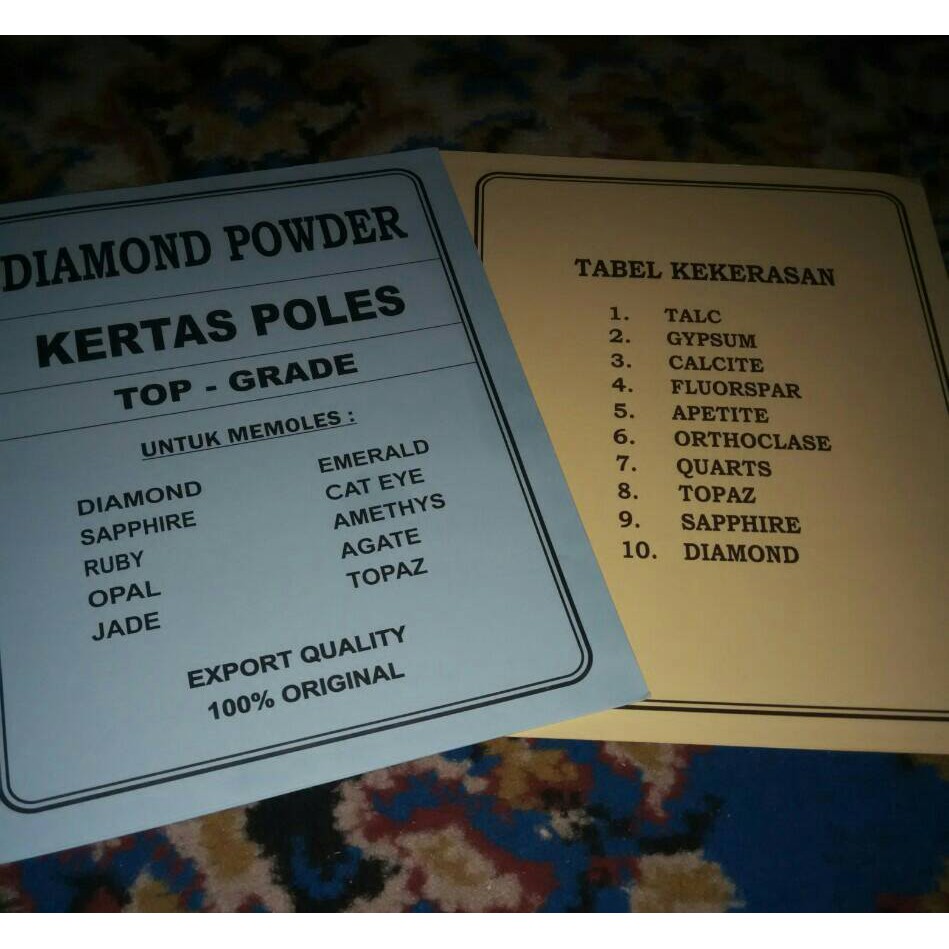 DIAMOND POWDER
KERTAS POLES
TOP - GRADE
UNTUK MEMOLES :
DIAMOND
SAPPHIRE
RUBY
OPAL
JADE
EMERALD
CAT EYE
AMETHYS
AGATE
TOPAZ
EXPORT QUALITY
100% ORIGINAL
TABEL KEKERASAN
1. TALC
2. GYPSUM
3. CALCITE
4. FLUORSPAR
5. APETITE
6. ORTHOCLASE
7. QUARTS
8. TOPAZ
9. SAPPHIRE
10. DIAMOND